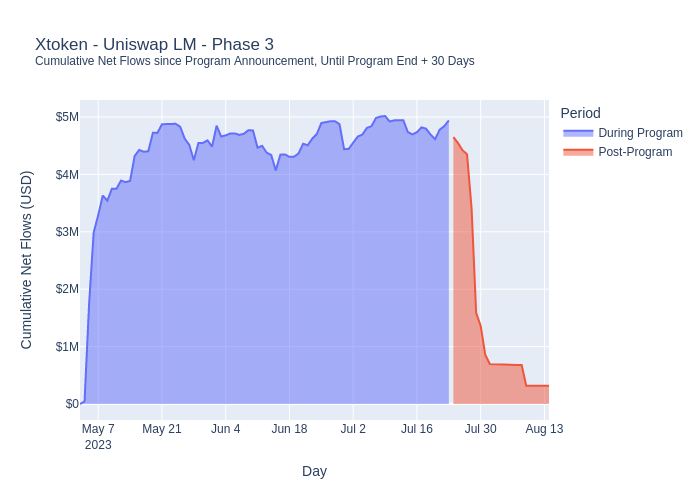 Xtoken - Uniswap LM - Phase 3
Cumulative Net Flows since Program Announcement, Until Program End + 30 Days
Period
During Program
Post-Program
Cumulative Net Flows (USD)
$5M
$4M
$3M
$2M
$1M
$0
May 7
2023
May 21
Jun 4
Jun 18
Jul 2
Jul 16
Jul 30
Aug 13
Day